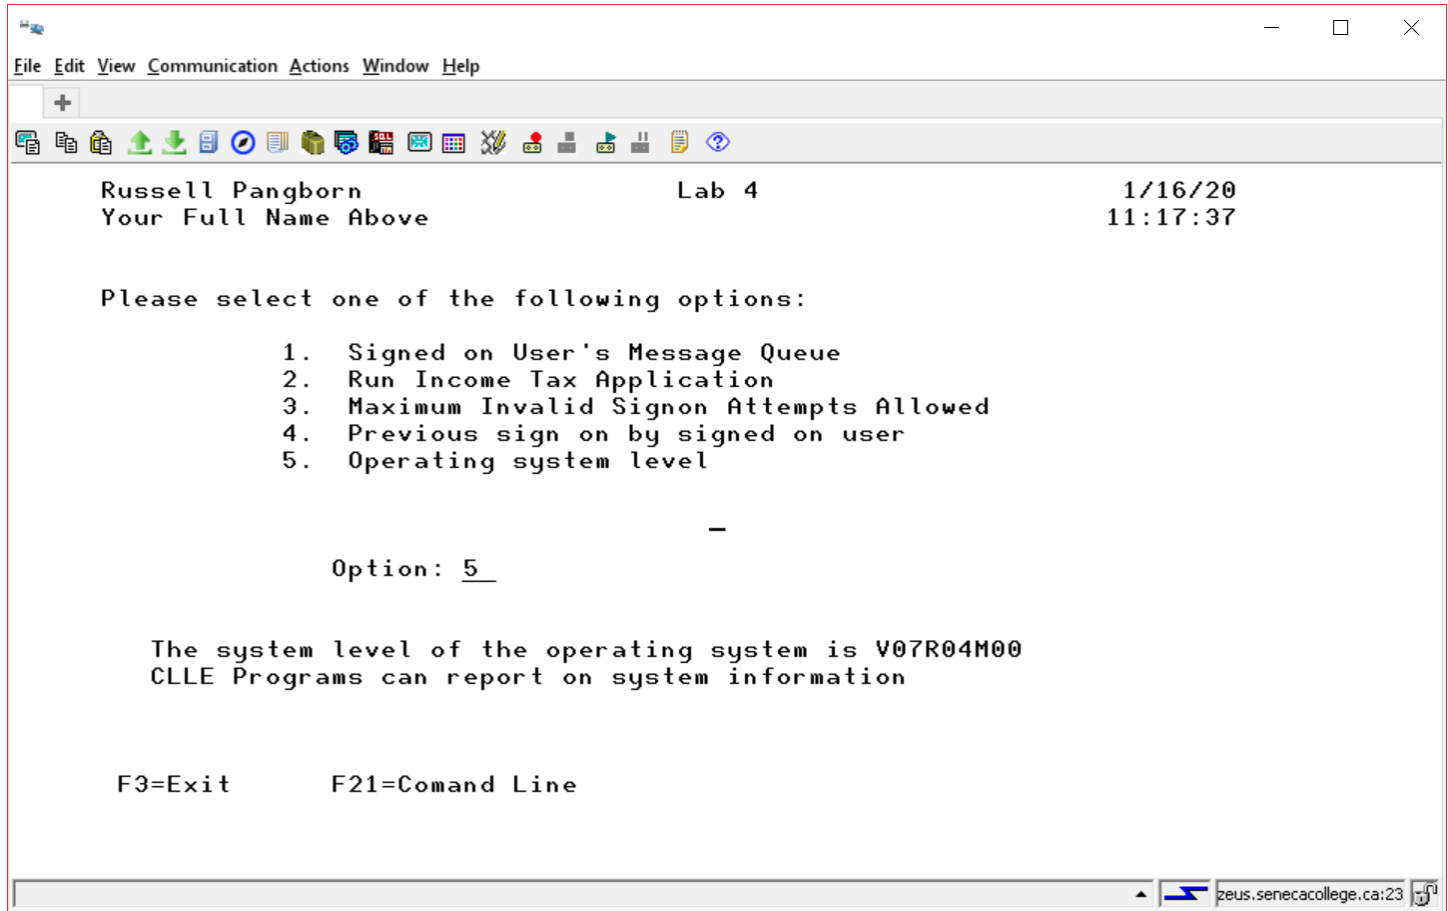 File Edit View Communication Actions Window Help
Russell Pangborn Lab 4 1/16/20
Your Full Name Above 11:17:37
Please select one of the following options:
1. Signed on User's Message Queue
2. Run Income Tax Application
3. Maximum Invalid Signon Attempts Allowed
4. Previous sign on by signed on user
5. Operating system level
Option: 5
The system level of the operating system is V07R04M00
CLLE Programs can report on system information
F3=Exit F21=Comand Line
zeus.senecacollege.ca:23